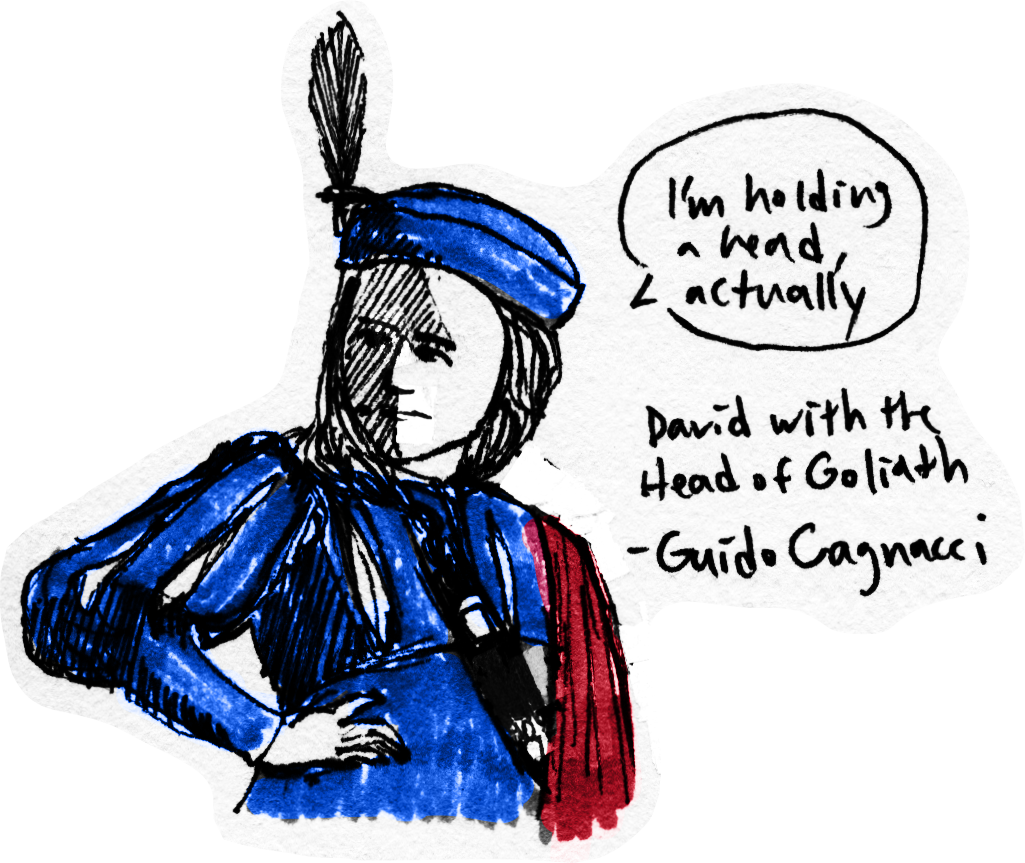 I'm holding
a head,
actually
David with the
Head of Goliath
-Guido Cagnacci